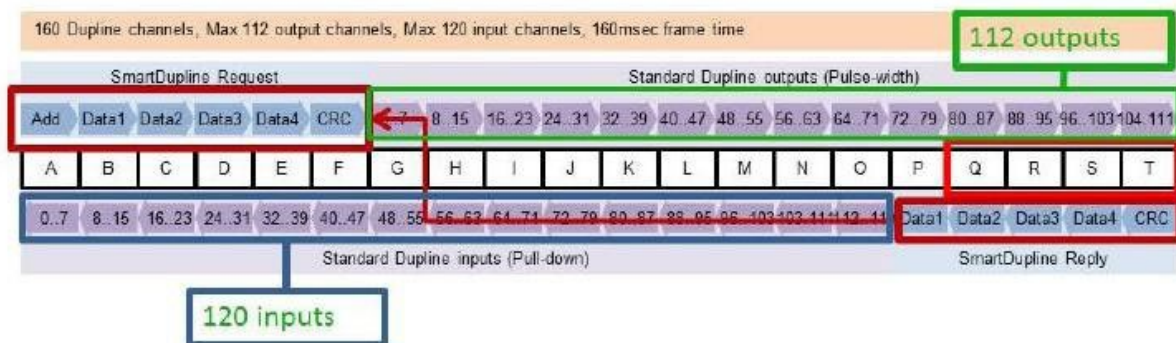 160 Dupline channels, Max 112 output channels, Max 120 input channels, 160msec frame time
112 outputs
SmartDupline Request
Standard Dupline outputs (Pulse-width)
Add Data1 Data2 Data3 Data4 CRC 8..15 16..23 24..31 32..39 40..47 48..55 56..63 64..71 72..79 80..87 88..95 96..103 104.111
A B C D E F G H I J K L M N O P Q R S T
0..7 8..15 16..23 24..31 32..39 40..47 48..55 56..63 64..71 72..79 80..87 88..95 96..103 103.111 Data1 Data2 Data3 Data4 CRC
Standard Dupline inputs (Pull-down)
SmartDupline Reply
120 inputs